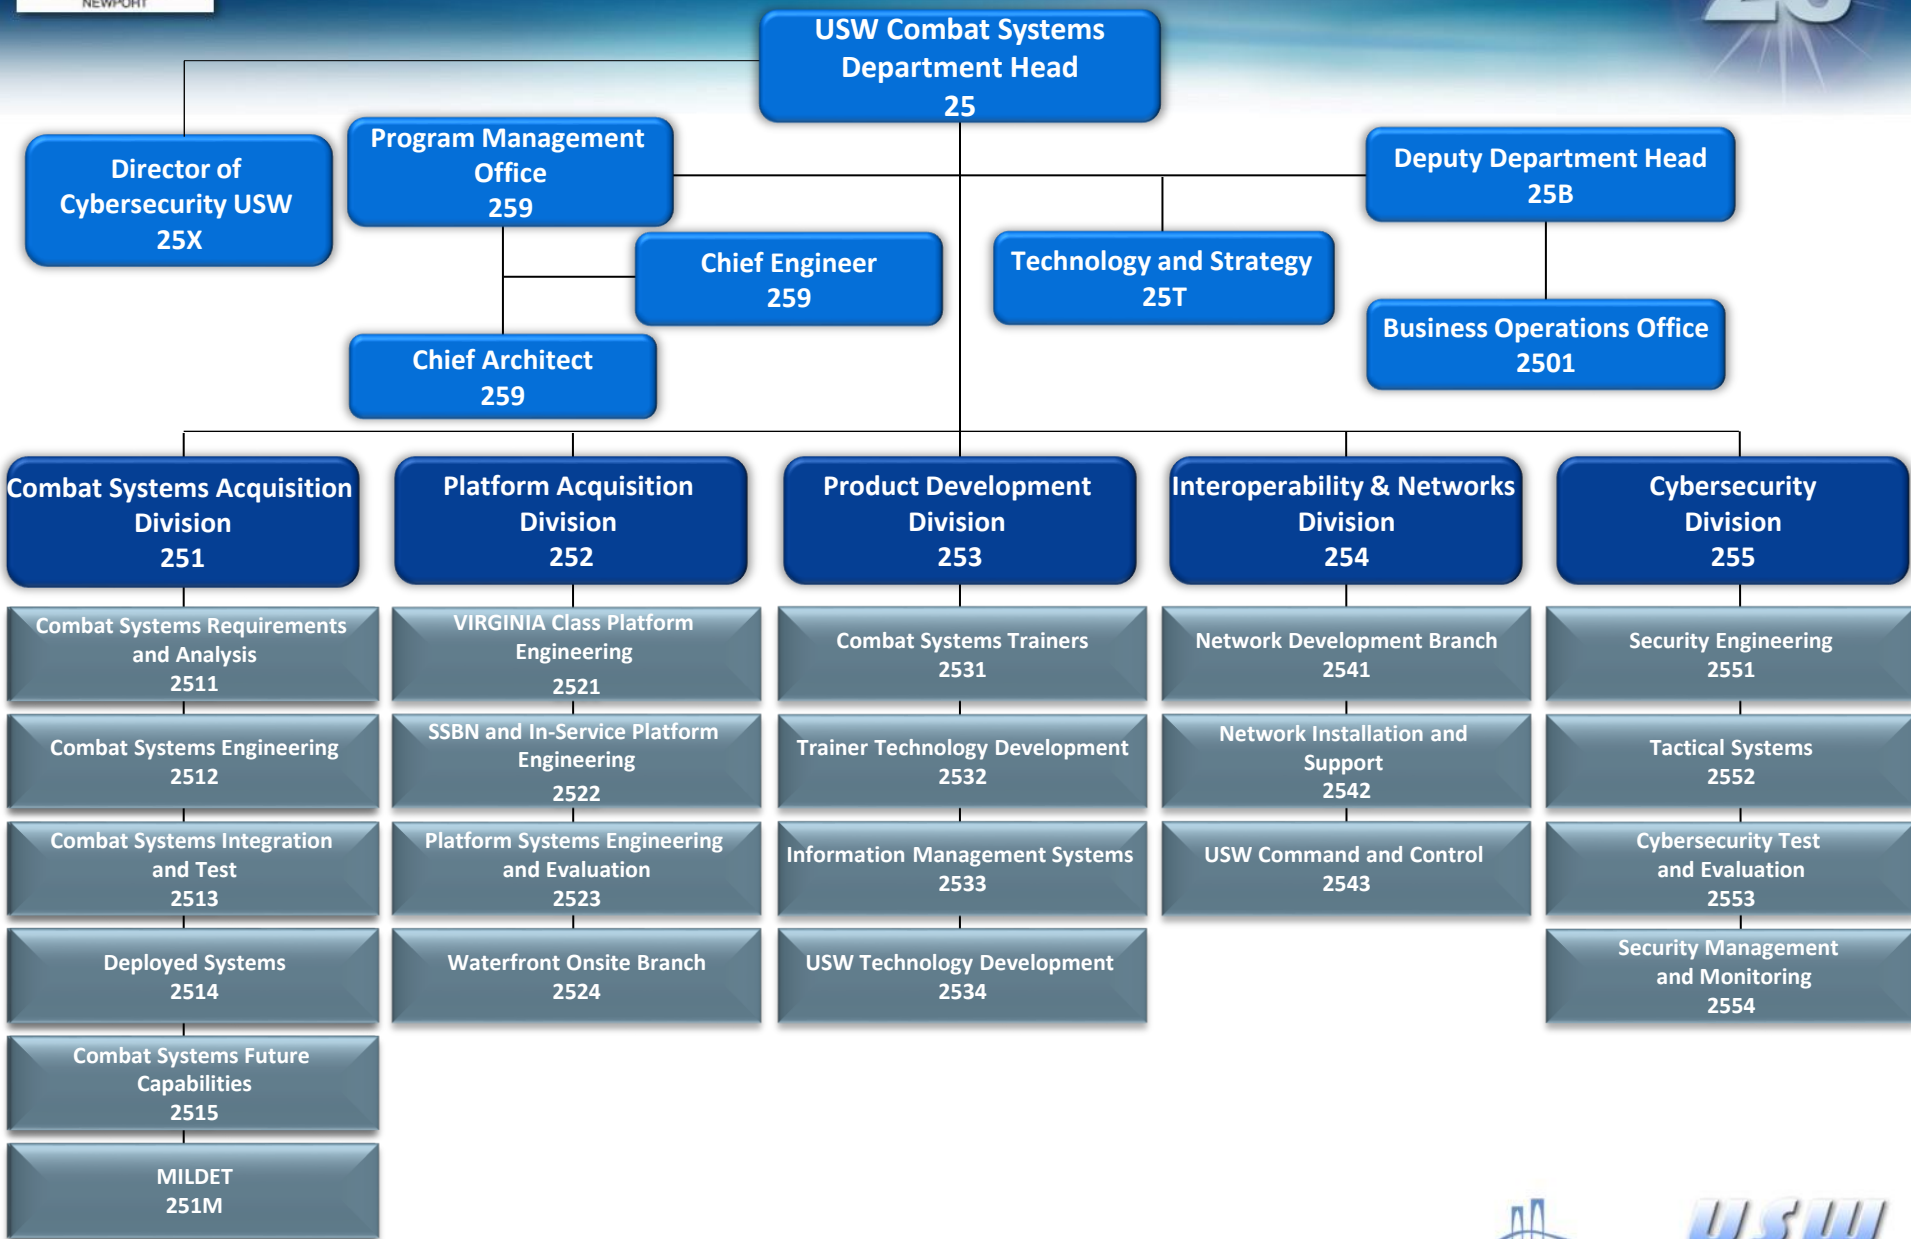 NEWPORT
USW Combat Systems
Department Head
25
Director of
Cybersecurity USW
25X
Program Management
Office
259
Chief Engineer
259
Chief Architect
259
Technology and Strategy
25T
Deputy Department Head
25B
Business Operations Office
2501
Combat Systems Acquisition
Division
251
Combat Systems Requirements
and Analysis
2511
Combat Systems Engineering
2512
Combat Systems Integration
and Test
2513
Deployed Systems
2514
Combat Systems Future
Capabilities
2515
MILDET
251M
Platform Acquisition
Division
252
VIRGINIA Class Platform
Engineering
2521
SSBN and In-Service Platform
Engineering
2522
Platform Systems Engineering
and Evaluation
2523
Waterfront Onsite Branch
2524
Product Development
Division
253
Combat Systems Trainers
2531
Trainer Technology Development
2532
Information Management Systems
2533
USW Technology Development
2534
Interoperability & Networks
Division
254
Network Development Branch
2541
Network Installation and
Support
2542
USW Command and Control
2543
Cybersecurity
Division
255
Security Engineering
2551
Tactical Systems
2552
Cybersecurity Test
and Evaluation
2553
Security Management
and Monitoring
2554
USW